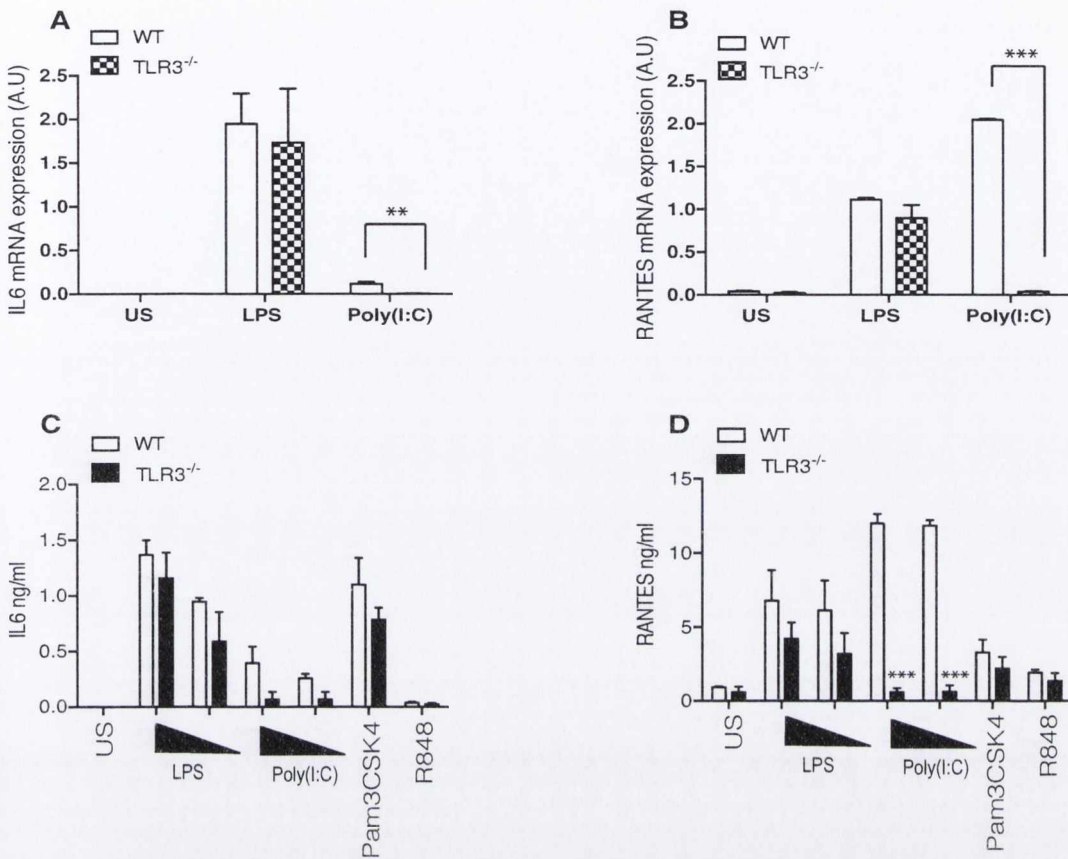 A
WT
TLR3-/-
IL6 mRNA expression (A.U)
2.5
2.0
1.5
1.0
0.5
0.0
**
US LPS Poly(I:C)
B
WT
TLR3-/-
RANTES mRNA expression (A.U)
2.5
2.0
1.5
1.0
0.5
0.0
***
US LPS Poly(I:C)
C
WT
TLR3-/-
IL6 ng/ml
2.0
1.5
1.0
0.5
0.0
US
LPS
Poly(I:C)
Pam3CSK4
R848
D
WT
TLR3-/-
RANTES ng/ml
15
10
5
0
*** ***
US
LPS
Poly(I:C)
Pam3CSK4
R848